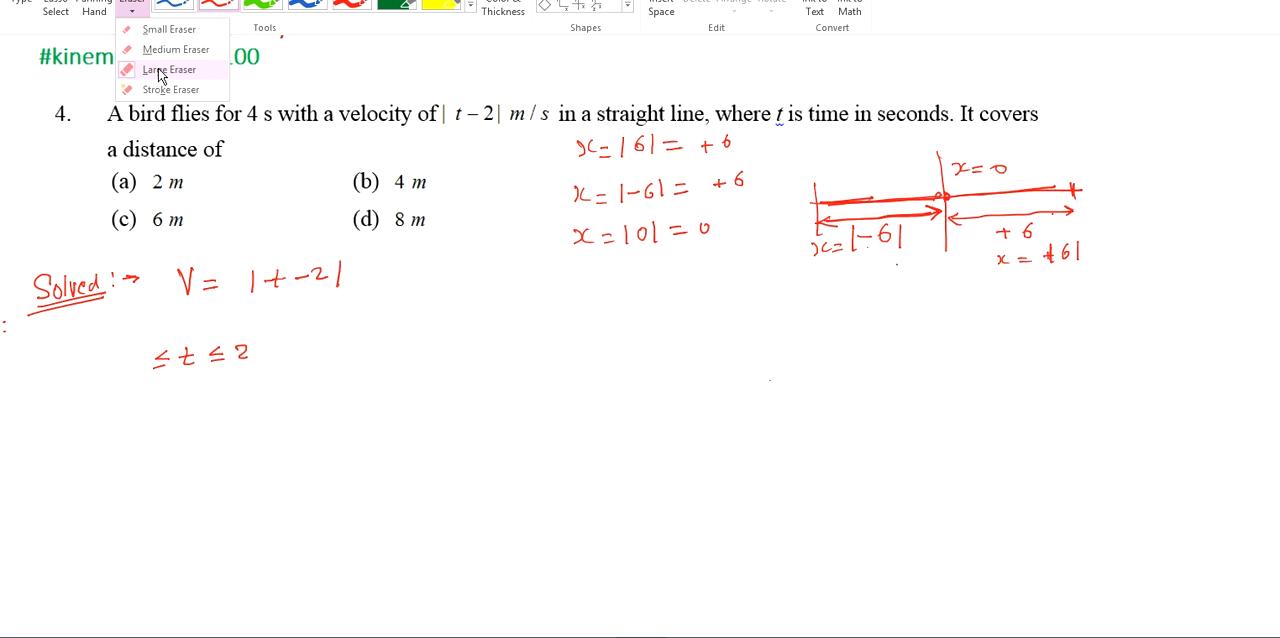 Thickness
Select Hand Space Text Math
Tools Shapes Edit Convert
Small Eraser
Medium Eraser
Large Eraser
Stroke Eraser
#kinem .00
4. A bird flies for 4 s with a velocity of | t – 2| m / s in a straight line, where t is time in seconds. It covers
a distance of
(a) 2 m (b) 4 m
(c) 6 m (d) 8 m
x = |6| = +6
x = |-6| = +6
x = |0| = 0
x = 0
x = |-6|
+ 6
x = +6|
Solved :→ V = |t-2|
:
≤ t ≤ 2